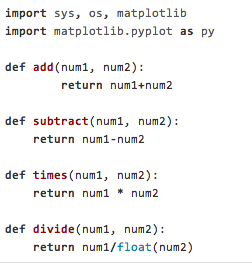 import sys, os, matplotlib
import matplotlib.pyplot as py

def add(num1, num2):
        return num1+num2

def subtract(num1, num2):
    return num1-num2

def times(num1, num2):
    return num1 * num2

def divide(num1, num2):
    return num1/float(num2)